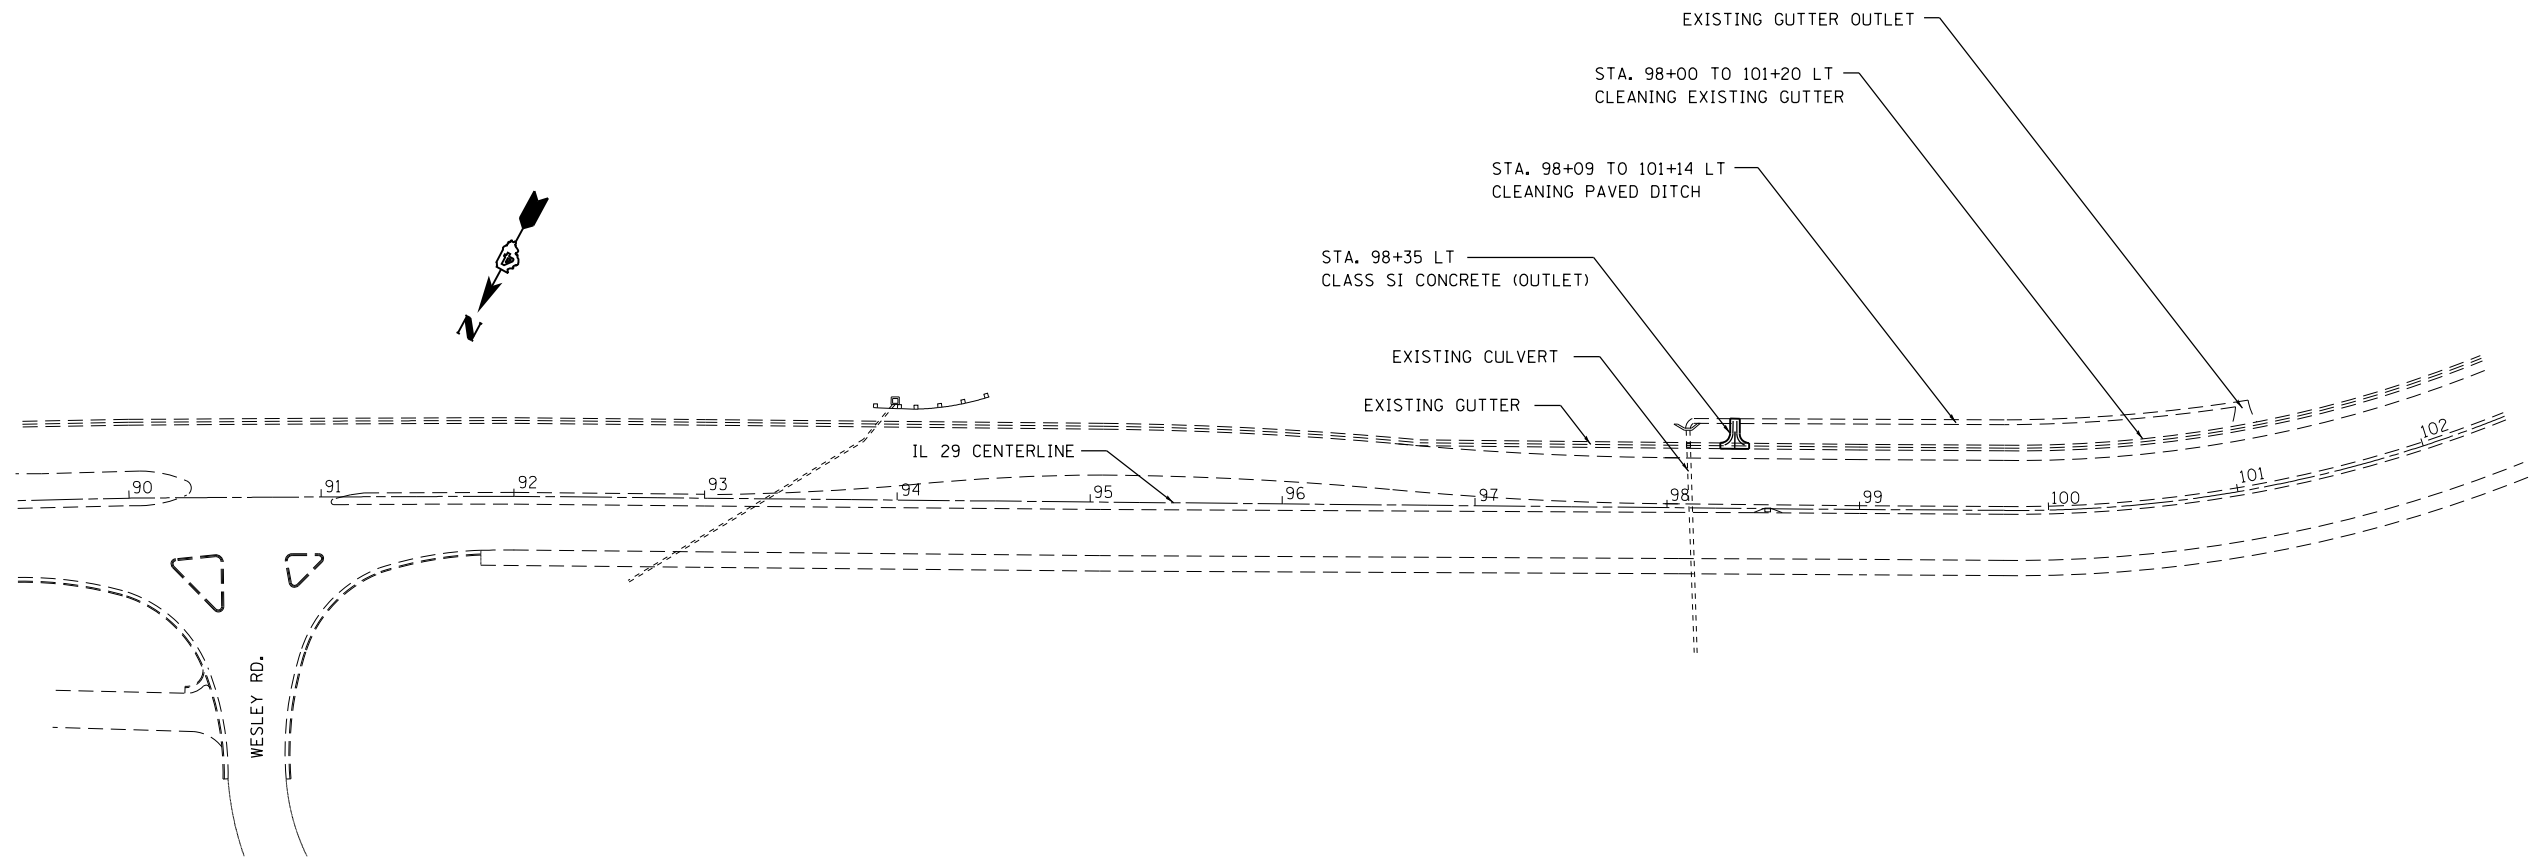 EXISTING GUTTER OUTLET
STA. 98+00 TO 101+20 LT
CLEANING EXISTING GUTTER
STA. 98+09 TO 101+14 LT
CLEANING PAVED DITCH
STA. 98+35 LT
CLASS SI CONCRETE (OUTLET)
N
EXISTING CULVERT
EXISTING GUTTER
IL 29 CENTERLINE
90
91
92
93
94
95
96
97
98
99
100
101
102
WESLEY RD.